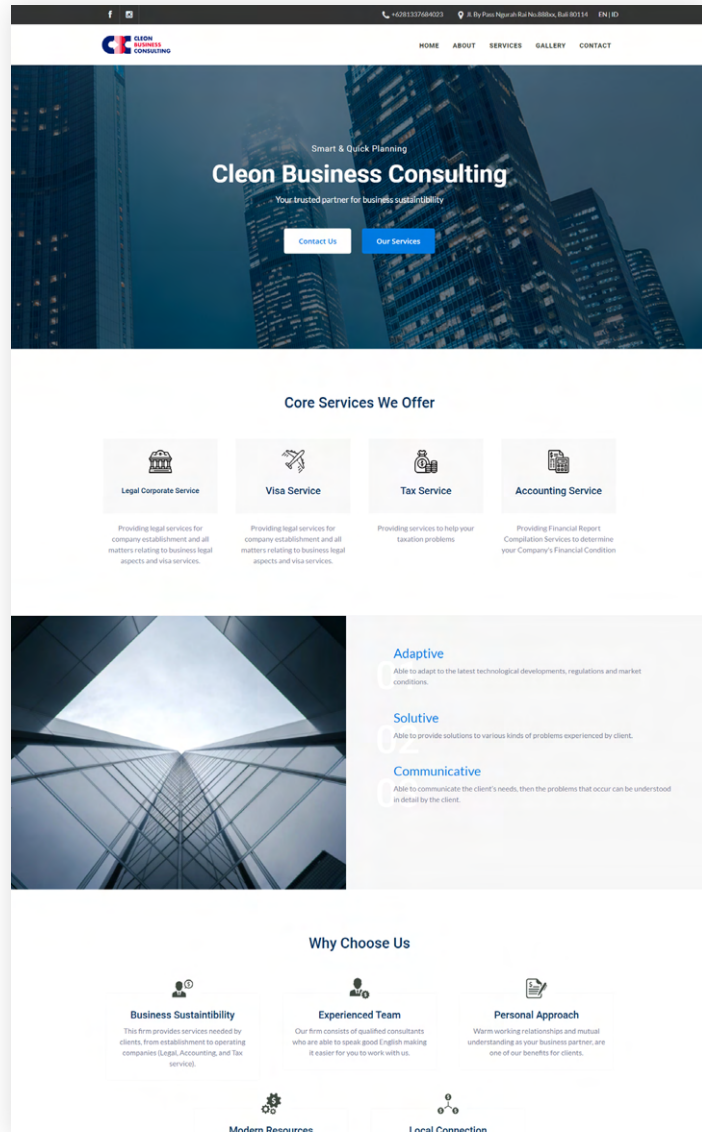 +6281337684023 Jl. By Pass Ngurah Rai No.888xx, Bali 80114 EN | ID
CLEON
BUSINESS
CONSULTING
HOME ABOUT SERVICES GALLERY CONTACT
Smart & Quick Planning
Cleon Business Consulting
Your trusted partner for business sustaintibility
Contact Us Our Services
Core Services We Offer
Legal Corporate Service
Visa Service
Tax Service
Accounting Service
Providing legal services for
company establishment and all
matters relating to business legal
aspects and visa services.
Providing legal services for
company establishment and all
matters relating to business legal
aspects and visa services.
Providing services to help your
taxation problems
Providing Financial Report
Compilation Services to determine
your Company's Financial Condition
Adaptive
Able to adapt to the latest technological developments, regulations and market
conditions.
Solutive
02
Able to provide solutions to various kinds of problems experienced by client.
Communicative
Able to communicate the client's needs, then the problems that occur can be understood
in detail by the client.
Why Choose Us
Business Sustaintibility
This firm provides services needed by
clients, from establishment to operating
companies (Legal, Accounting, and Tax
service).
Experienced Team
Our firm consists of qualified consultants
who are able to speak good English making
it easier for you to work with us.
Personal Approach
Warm working relationships and mutual
understanding as your business partner, are
one of our benefits for clients.
Modern Resources
Local Connection